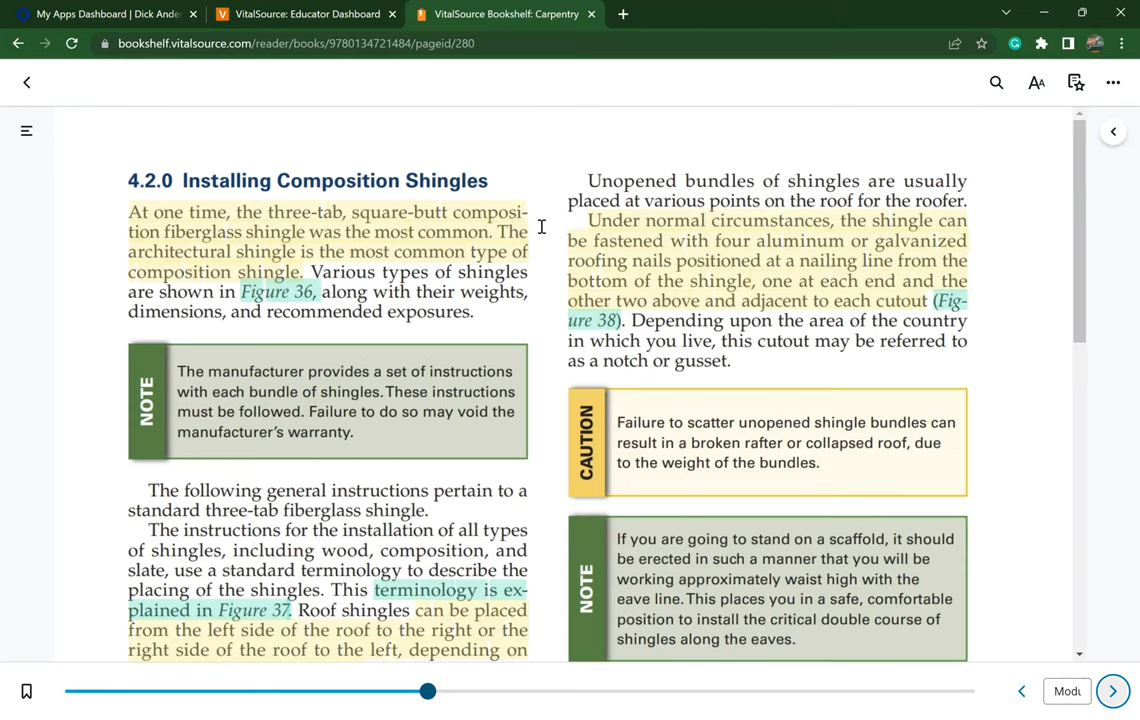 My Apps Dashboard | Dick Ander
VitalSource: Educator Dashboard
VitalSource Bookshelf: Carpentry
bookshelf.vitalsource.com/reader/books/9780134721484/pageid/280
AA
4.2.0 Installing Composition Shingles
At one time, the three-tab, square-butt composi-
tion fiberglass shingle was the most common. The
architectural shingle is the most common type of
composition shingle. Various types of shingles
are shown in Figure 36, along with their weights,
dimensions, and recommended exposures.
NOTE
The manufacturer provides a set of instructions
with each bundle of shingles. These instructions
must be followed. Failure to do so may void the
manufacturer's warranty.
The following general instructions pertain to a
standard three-tab fiberglass shingle.
The instructions for the installation of all types
of shingles, including wood, composition, and
slate, use a standard terminology to describe the
placing of the shingles. This terminology is ex-
plained in Figure 37. Roof shingles can be placed
from the left side of the roof to the right or the
right side of the roof to the left, depending on
Unopened bundles of shingles are usually
placed at various points on the roof for the roofer.
Under normal circumstances, the shingle can
be fastened with four aluminum or galvanized
roofing nails positioned at a nailing line from the
bottom of the shingle, one at each end and the
other two above and adjacent to each cutout (Fig-
ure 38). Depending upon the area of the country
in which you live, this cutout may be referred to
as a notch or gusset.
CAUTION
Failure to scatter unopened shingle bundles can
result in a broken rafter or collapsed roof, due
to the weight of the bundles.
NOTE
If you are going to stand on a scaffold, it should
be erected in such a manner that you will be
working approximately waist high with the
eave line. This places you in a safe, comfortable
position to install the critical double course of
shingles along the eaves.
Modu